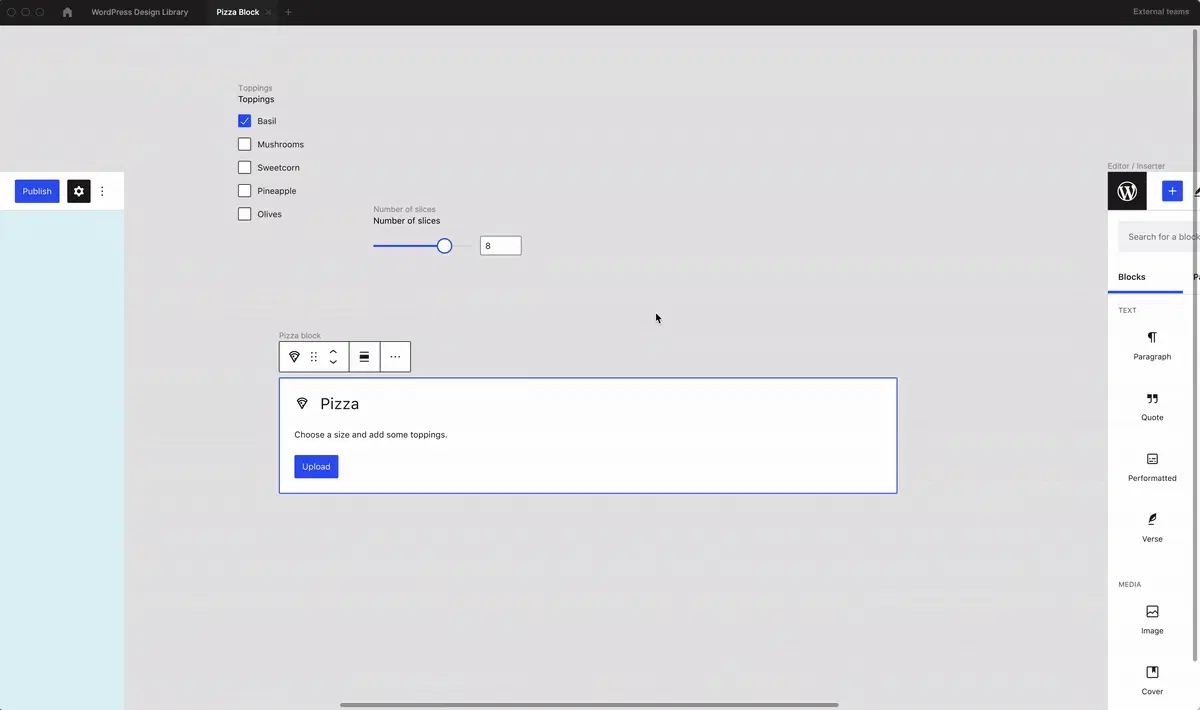 WordPress Design Library
Pizza Block
External teams
Toppings
Toppings
Basil
Mushrooms
Sweetcorn
Pineapple
Olives
Publish
Number of slices
Number of slices
8
Editor / Inserter
Search for a block
Blocks
TEXT
Paragraph
Quote
Performatted
Verse
MEDIA
Image
Cover
Pizza block
Pizza
Choose a size and add some toppings.
Upload